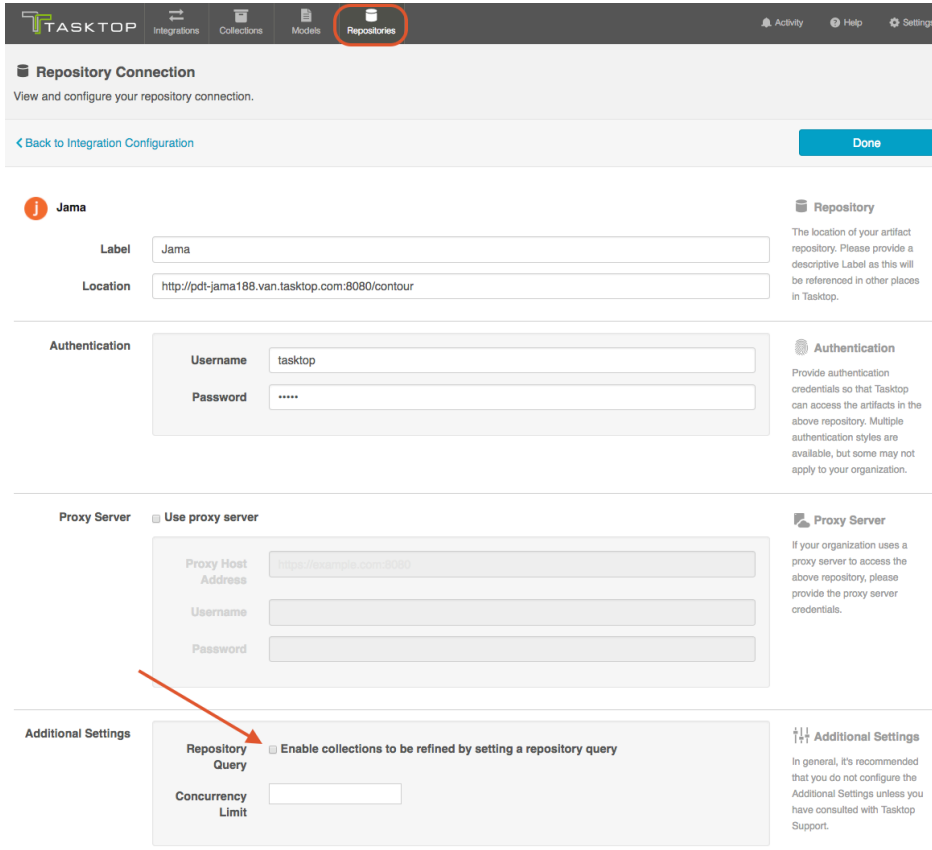 TASKTOP
Integrations
Collections
Models
Repositories
Activity
Help
Settings
Repository Connection
View and configure your repository connection.
Back to Integration Configuration
Done
Jama
Label
Jama
Location
http://pdt-jama188.van.tasktop.com:8080/contour
Repository
The location of your artifact
repository. Please provide a
descriptive Label as this will
be referenced in other places
in Tasktop.
Authentication
Username
tasktop
Password
•••••
Authentication
Provide authentication
credentials so that Tasktop
can access the artifacts in the
above repository. Multiple
authentication styles are
available, but some may not
apply to your organization.
Proxy Server
Use proxy server
Proxy Host
Address
https://example.com:8080
Username
Password
Proxy Server
If your organization uses a
proxy server to access the
above repository, please
provide the proxy server
credentials.
Additional Settings
Repository
Query
Enable collections to be refined by setting a repository query
Concurrency
Limit
Additional Settings
In general, it's recommended
that you do not configure the
Additional Settings unless you
have consulted with Tasktop
Support.